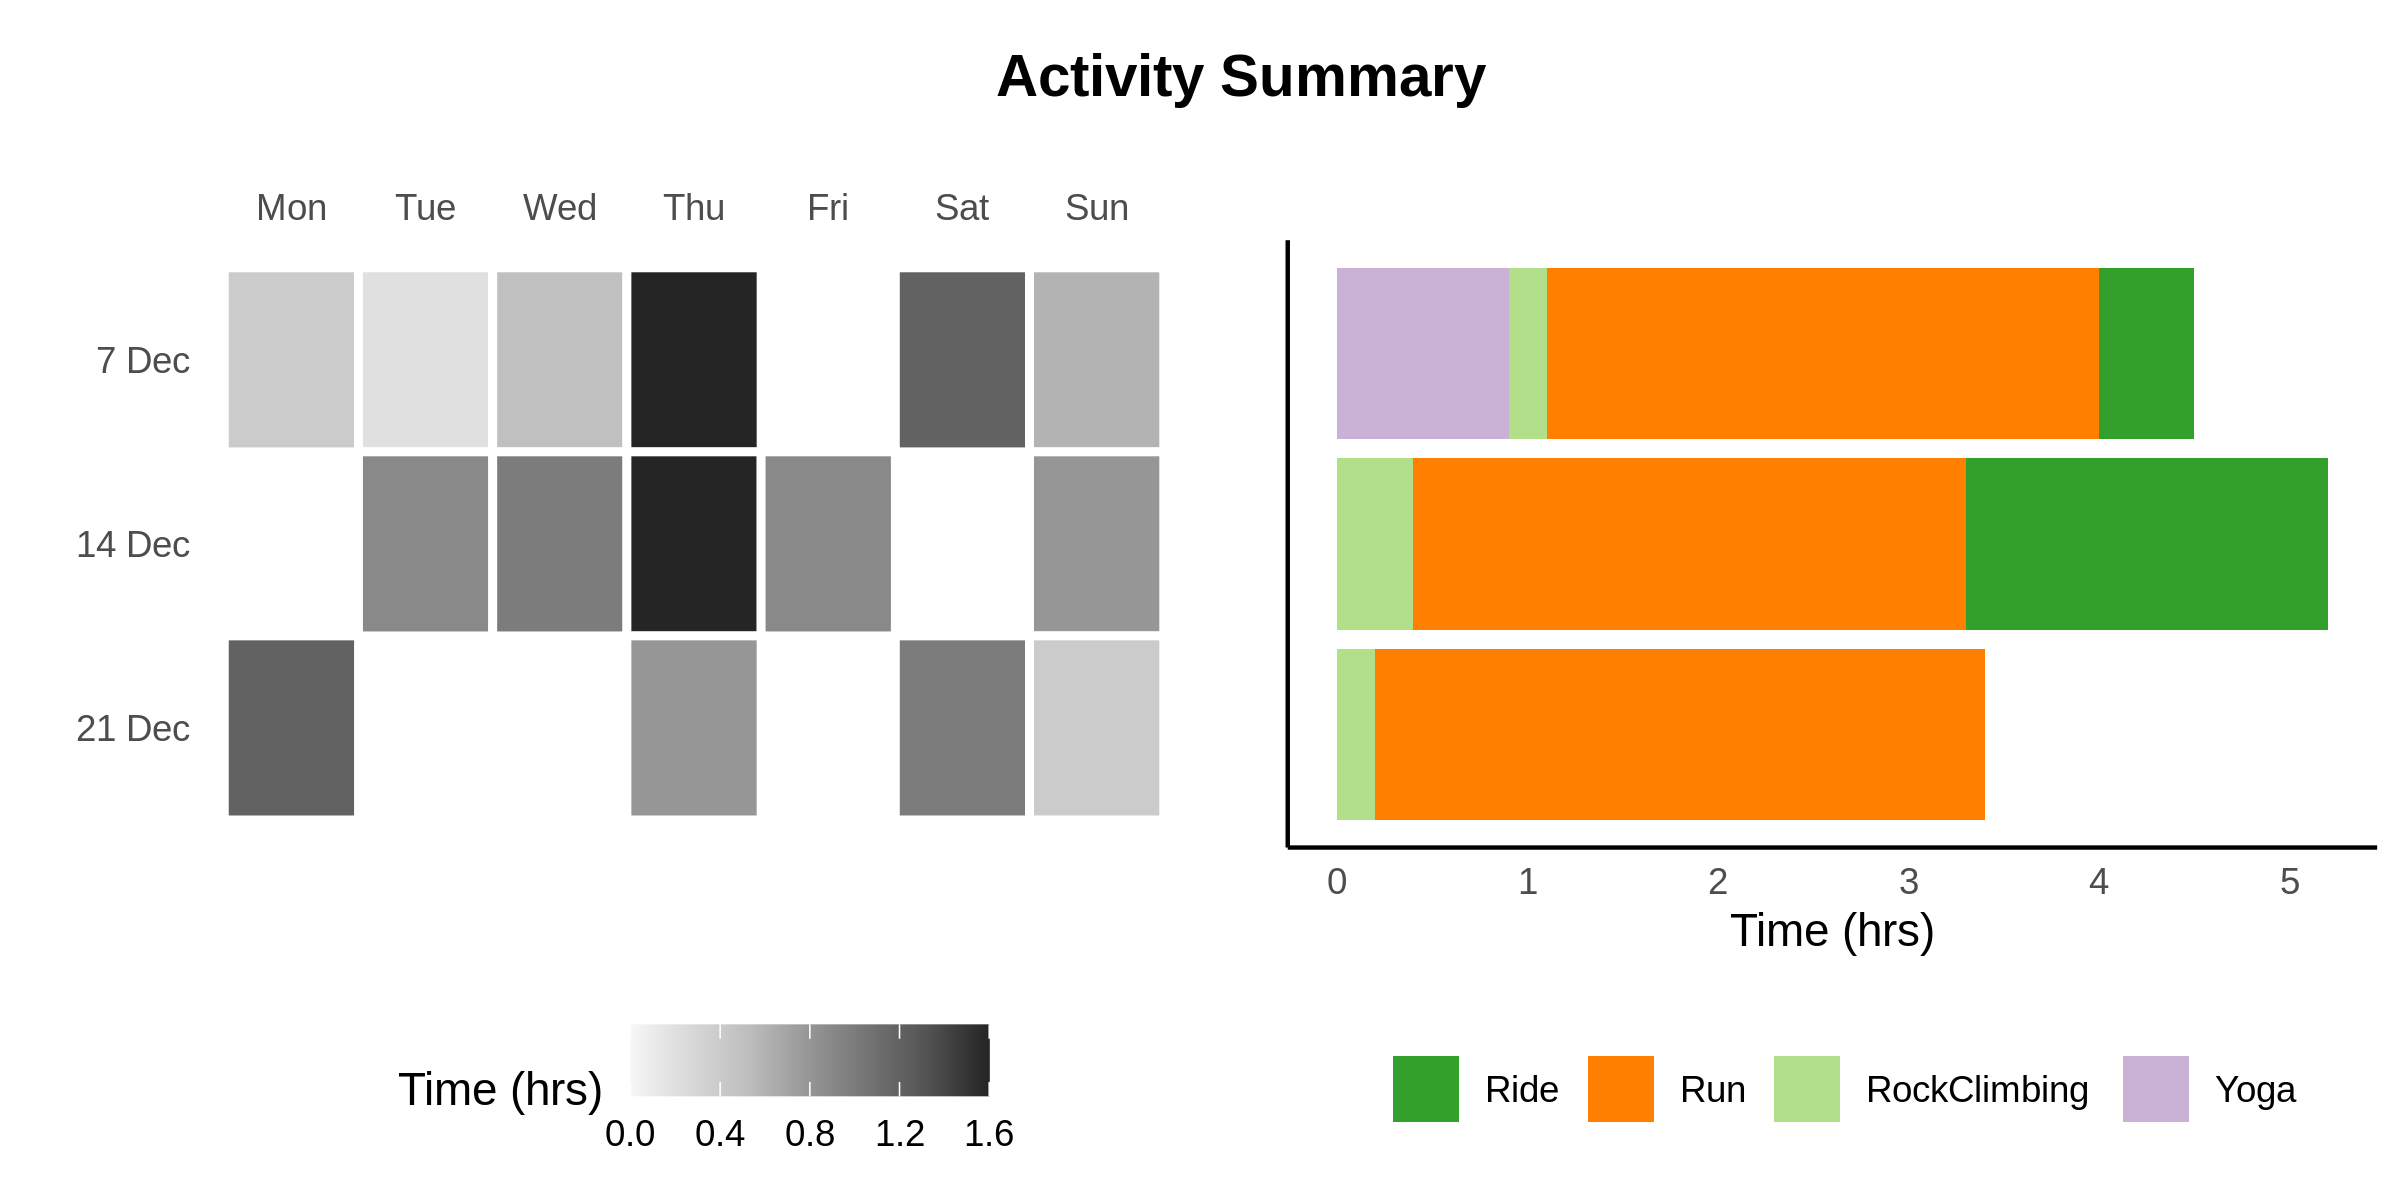 Activity Summary
Mon Tue Wed Thu Fri Sat Sun
7 Dec
14 Dec
21 Dec
0 1 2 3 4 5
Time (hrs)
Time (hrs)
0.0 0.4 0.8 1.2 1.6
Ride Run RockClimbing Yoga